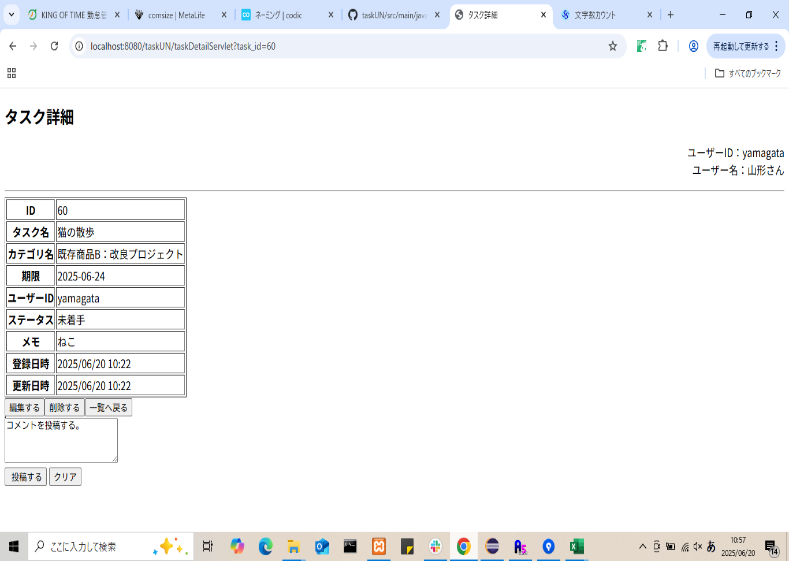 KING OF TIME 勤怠管
comsize | MetaLife
ネーミング | codic
taskUN/src/main/java
タスク詳細
文字数カウント
localhost:8080/taskUN/taskDetailServlet?task_id=60
再起動して更新する
すべてのブックマーク
タスク詳細
ユーザーID：yamagata
ユーザー名：山形さん
ID 60
タスク名 猫の散歩
カテゴリ名 既存商品B：改良プロジェクト
期限 2025-06-24
ユーザーID yamagata
ステータス 未着手
メモ ねこ
登録日時 2025/06/20 10:22
更新日時 2025/06/20 10:22
編集する 削除する 一覧へ戻る
コメントを投稿する。
投稿する クリア
ここに入力して検索
あ
10:57
2025/06/20
14